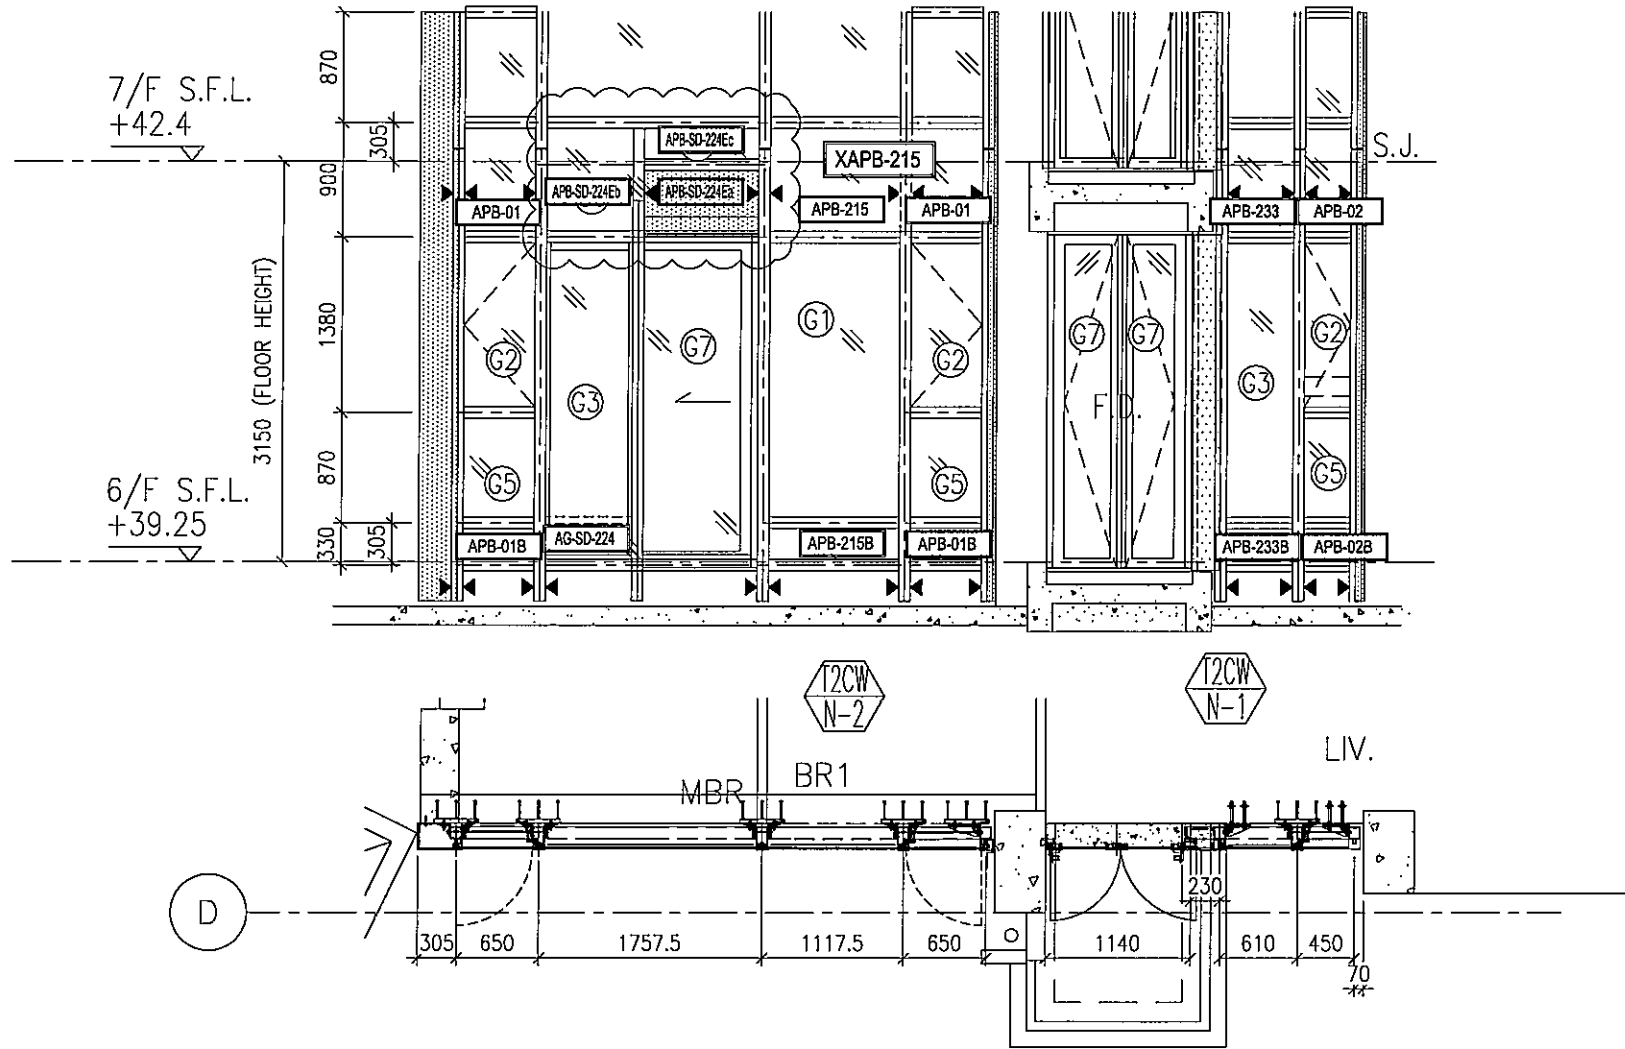 870
7/F S.F.L.
+42.4
305
APB-SD-224Ec
XAPB-215
S.J.
900
APB-01
APB-SD-224Eb
APB-SD-224Ea
APB-215
APB-01
APB-233
APB-02
3150 (FLOOR HEIGHT)
1380
G1
G2
G3
G7
G2
G7
G7
G2
G3
F.D.
870
G5
G5
G5
6/F S.F.L.
+39.25
330
305
APB-01B
AG-SD-224
APB-215B
APB-01B
APB-233B
APB-02B
T2CW
N-2
T2CW
N-1
MBR
BR1
LIV.
D
230
305
650
1757.5
1117.5
650
1140
610
450
70